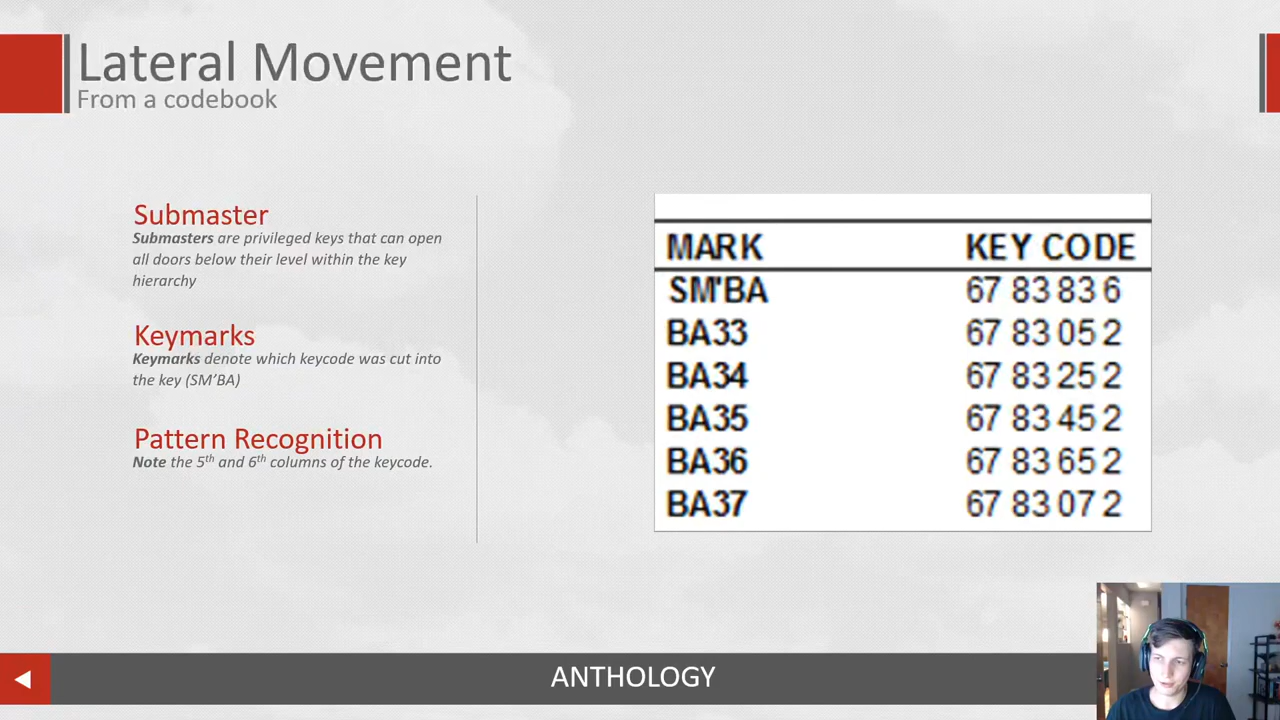 Lateral Movement
From a codebook
Submaster
Submasters are privileged keys that can open
all doors below their level within the key
hierarchy
Keymarks
Keymarks denote which keycode was cut into
the key (SM’BA)
Pattern Recognition
Note the 5th and 6th columns of the keycode.
MARK KEY CODE
SM'BA 67 83 83 6
BA33 67 83 05 2
BA34 67 83 25 2
BA35 67 83 45 2
BA36 67 83 65 2
BA37 67 83 07 2
ANTHOLOGY